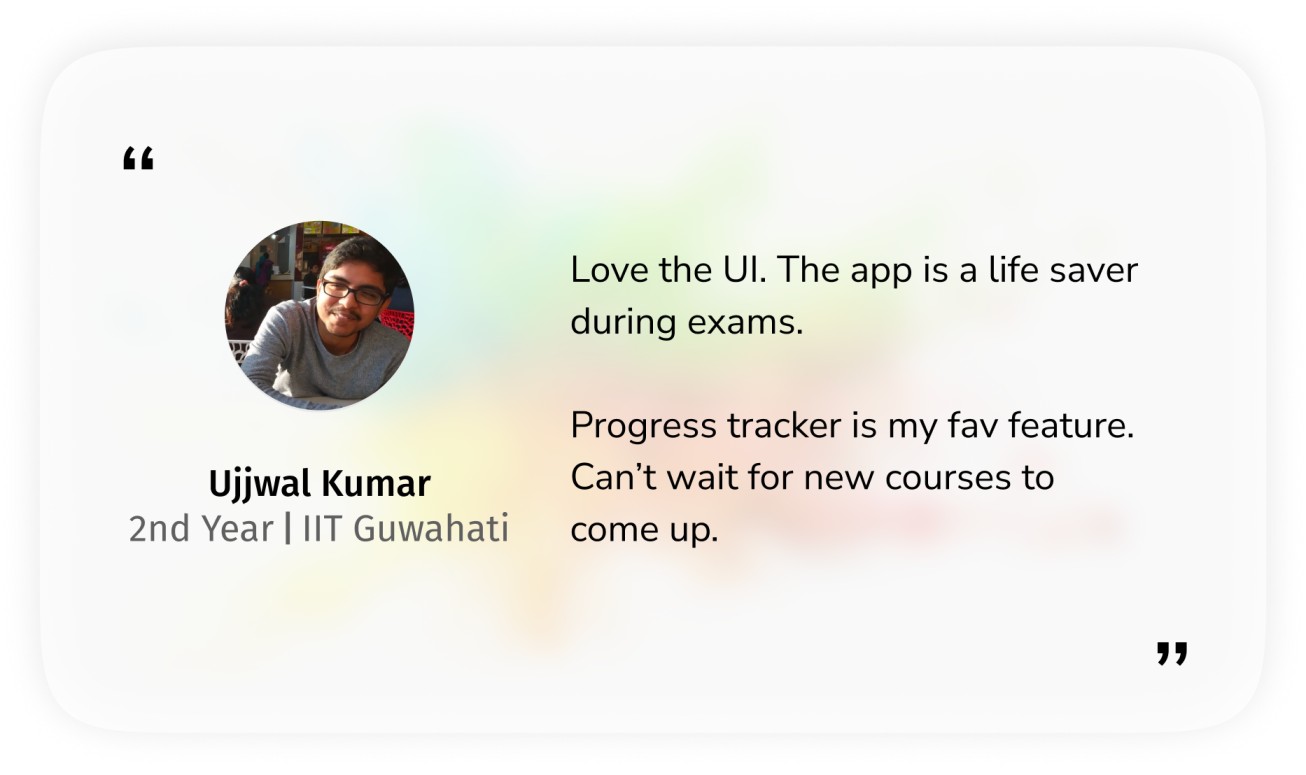 “
Ujjwal Kumar
2nd Year | IIT Guwahati
Love the UI. The app is a life saver
during exams.
Progress tracker is my fav feature.
Can’t wait for new courses to
come up.
”